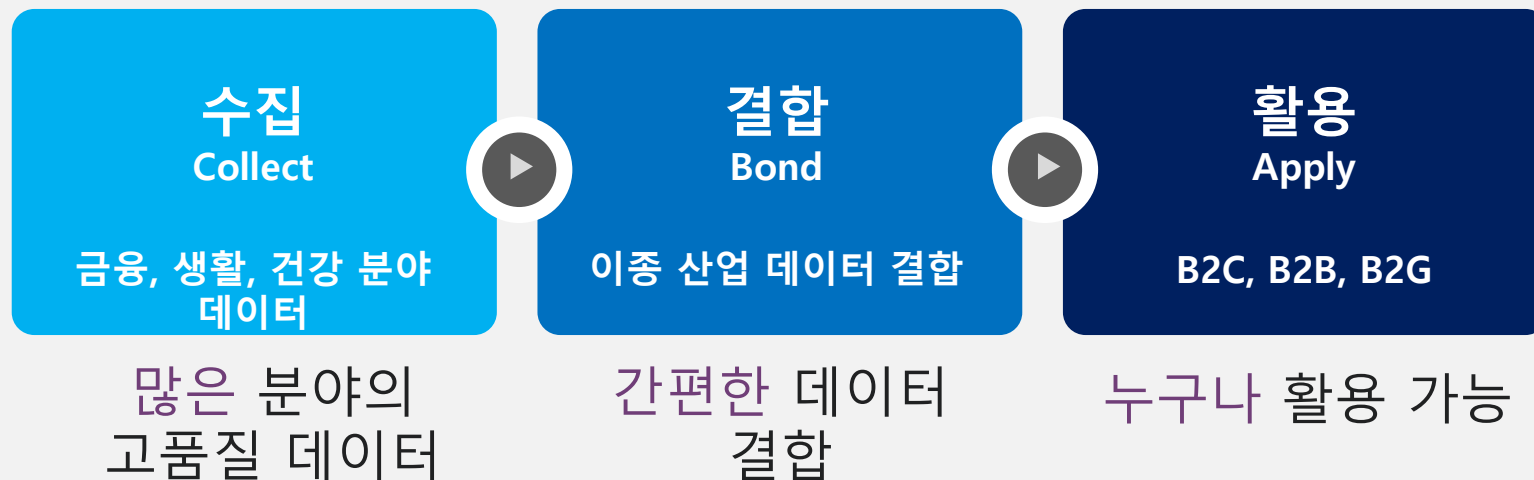 수집
Collect
금융, 생활, 건강 분야
데이터
많은 분야의
고품질 데이터
결합
Bond
이종 산업 데이터 결합
간편한 데이터
결합
활용
Apply
B2C, B2B, B2G
누구나 활용 가능